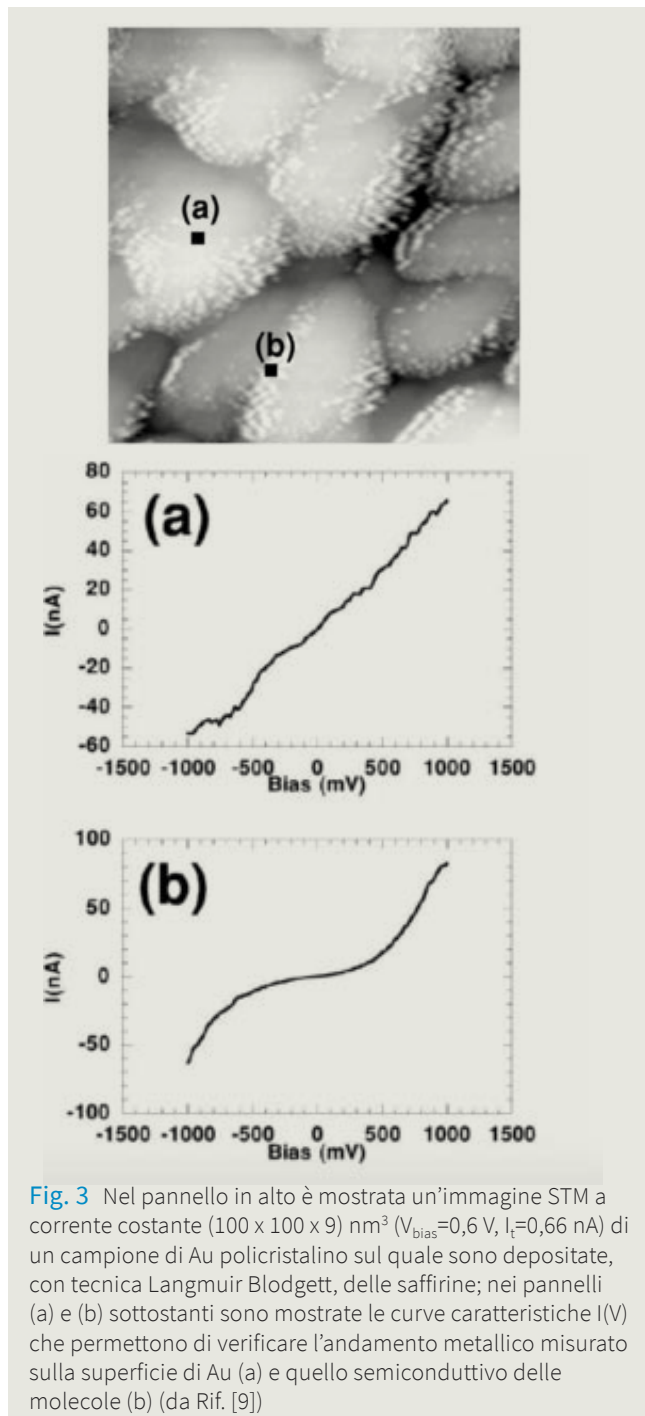 (a)
(b)
80
(a)
60
40
20
0
-20
-40
-60
I(nA)
-1500 -1000 -500 0 500 1000 1500
Bias (mV)
100
(b)
50
0
-50
-100
I(nA)
-1500 -1000 -500 0 500 1000 1500
Bias (mV)
Fig. 3 Nel pannello in alto è mostrata un'immagine STM a
corrente costante (100 x 100 x 9) nm³ (Vbias=0,6 V, It=0,66 nA) di
un campione di Au policristalino sul quale sono depositate,
con tecnica Langmuir Blodgett, delle saffirine; nei pannelli
(a) e (b) sottostanti sono mostrate le curve caratteristiche I(V)
che permettono di verificare l'andamento metallico misurato
sulla superficie di Au (a) e quello semiconduttivo delle
molecole (b) (da Rif. [9])